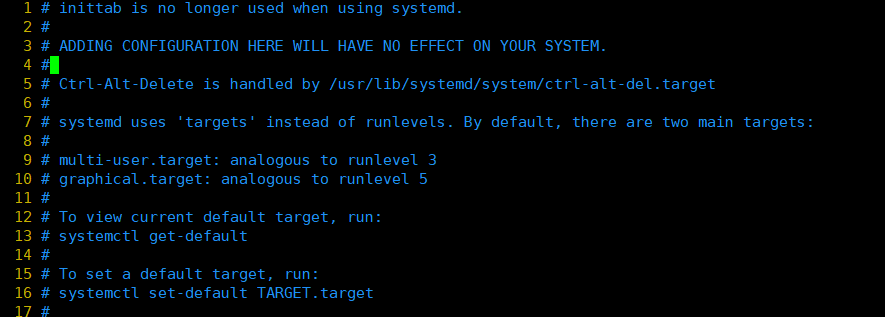 1 # inittab is no longer used when using systemd.
2 #
3 # ADDING CONFIGURATION HERE WILL HAVE NO EFFECT ON YOUR SYSTEM.
4 #
5 # Ctrl-Alt-Delete is handled by /usr/lib/systemd/system/ctrl-alt-del.target
6 #
7 # systemd uses 'targets' instead of runlevels. By default, there are two main targets:
8 #
9 # multi-user.target: analogous to runlevel 3
10 # graphical.target: analogous to runlevel 5
11 #
12 # To view current default target, run:
13 # systemctl get-default
14 #
15 # To set a default target, run:
16 # systemctl set-default TARGET.target
17 #